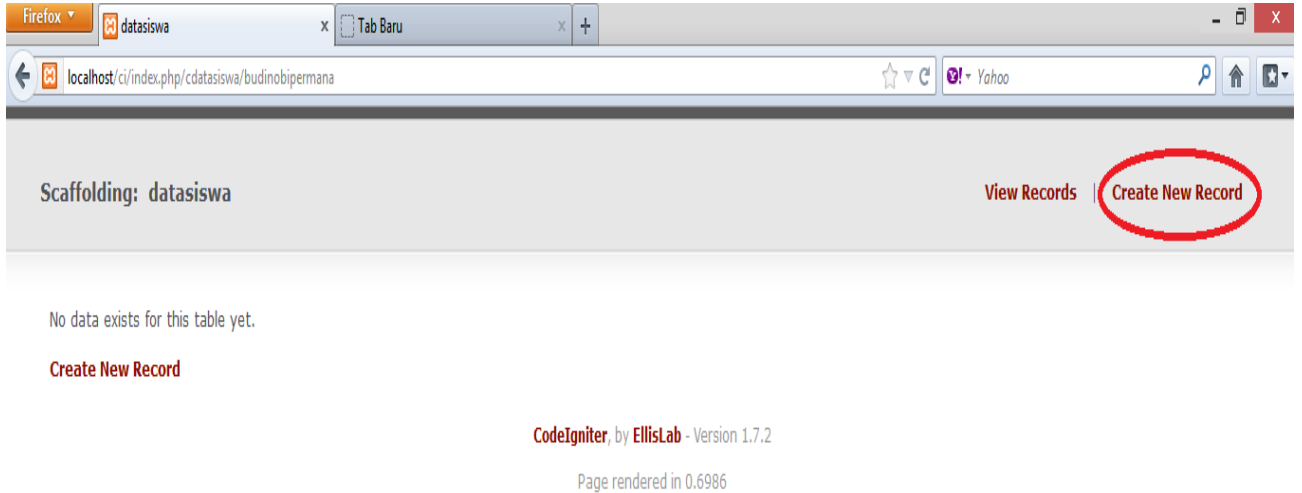 Firefox
datasiswa x Tab Baru x +
localhost/ci/index.php/cdatasiswa/budinobipermana Yahoo
Scaffolding: datasiswa View Records | Create New Record
No data exists for this table yet.
Create New Record
CodeIgniter, by EllisLab - Version 1.7.2
Page rendered in 0.6986